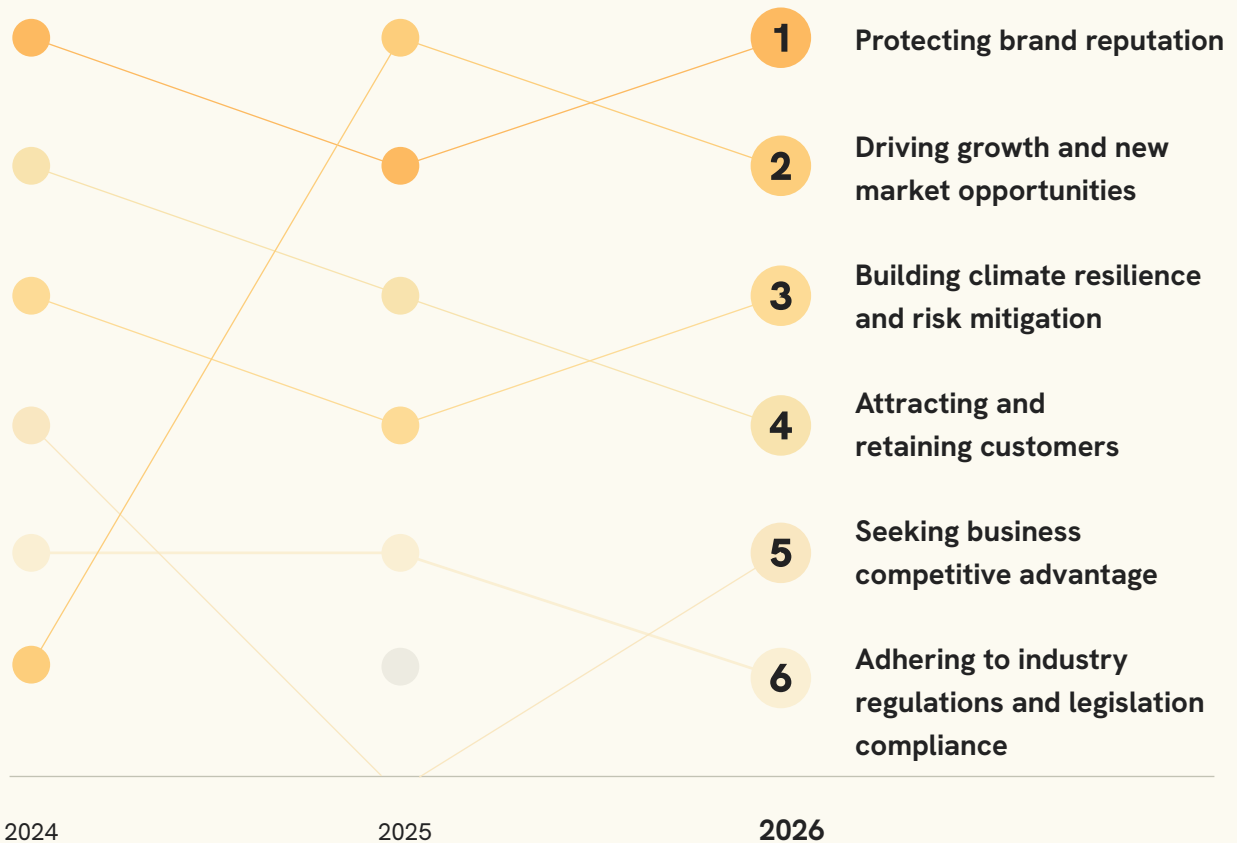 1 Protecting brand reputation
2 Driving growth and new
market opportunities
3 Building climate resilience
and risk mitigation
4 Attracting and
retaining customers
5 Seeking business
competitive advantage
6 Adhering to industry
regulations and legislation
compliance
2024 2025 2026